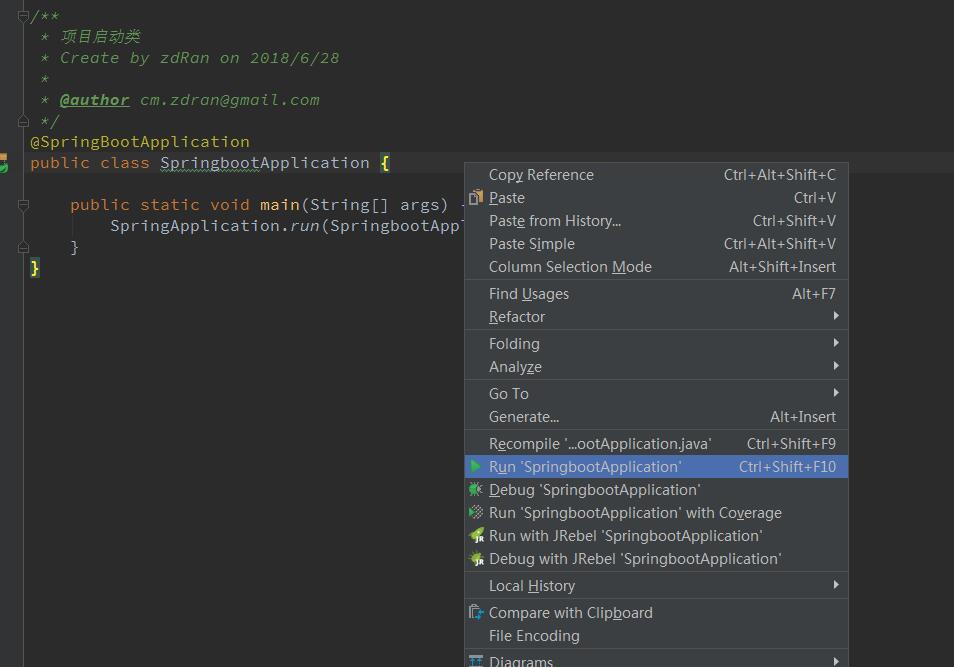 /**
* 项目启动类
* Create by zdRan on 2018/6/28
*
* @author cm.zdran@gmail.com
*/
@SpringBootApplication
public class SpringbootApplication {
public static void main(String[] args) {
SpringApplication.run(SpringbootApp
}
}
Copy Reference Ctrl+Alt+Shift+C
Paste Ctrl+V
Paste from History... Ctrl+Shift+V
Paste Simple Ctrl+Alt+Shift+V
Column Selection Mode Alt+Shift+Insert
Find Usages Alt+F7
Refactor
Folding
Analyze
Go To
Generate... Alt+Insert
Recompile '...ootApplication.java' Ctrl+Shift+F9
Run 'SpringbootApplication' Ctrl+Shift+F10
Debug 'SpringbootApplication'
Run 'SpringbootApplication' with Coverage
JR Run with JRebel 'SpringbootApplication'
JR Debug with JRebel 'SpringbootApplication'
Local History
Compare with Clipboard
File Encoding
Diagrams